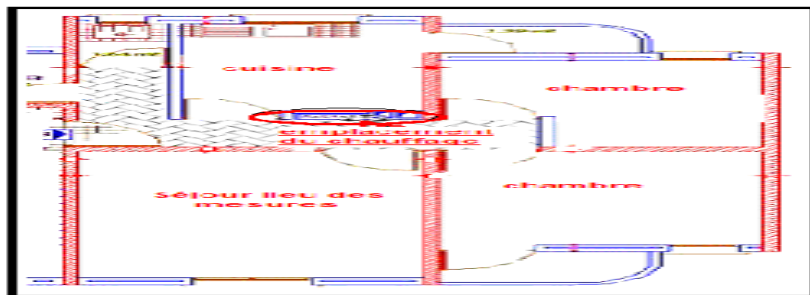 cuisine
chambre
emplacement
du chauffage
chambre
Séjour lieu des
mesures